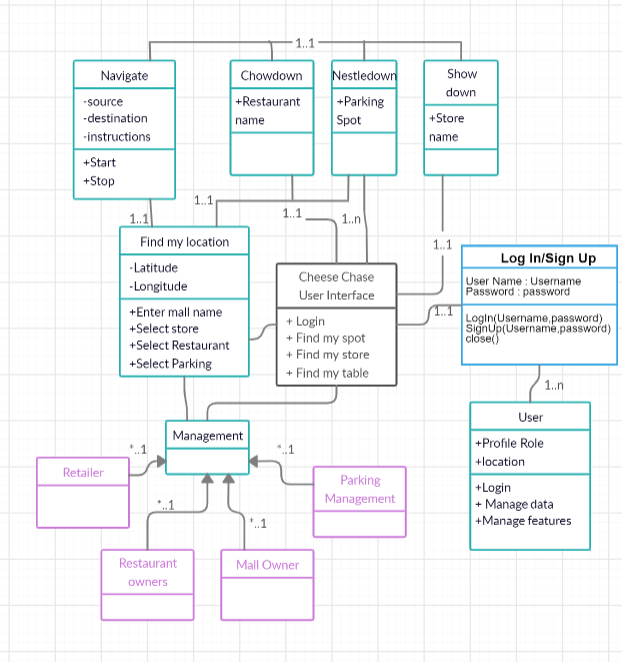 1..1
Navigate
-source
-destination
-instructions
+Start
+Stop
Chowdown
+Restaurant
name
Nestledown
+Parking
Spot
Show
down
+Store
name
1..1
1..1
1..1
1..n
1..1
Find my location
-Latitude
-Longitude
+Enter mall name
+Select store
+Select Restaurant
+Select Parking
Cheese Chase
User Interface
+ Login
+ Find my spot
+ Find my store
+ Find my table
Log In/Sign Up
User Name : Username
Password : password
LogIn(Username,password)
SignUp(Username,password)
close()
1..1
1..n
User
+Profile Role
+location
+Login
+ Manage data
+Manage features
Management
*..1
*..1
Retailer
Parking
Management
*..1
*..1
Restaurant
owners
Mall Owner